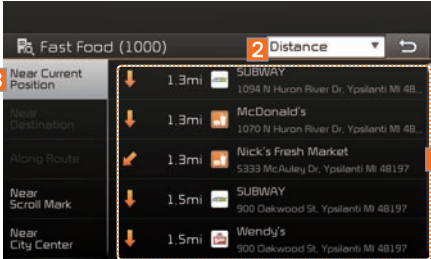 Fast Food (1000)
2
Distance
3
Near Current
Position
Near
Destination
Along Route
Near
Scroll Mark
Near
City Center
1.3mi SUBWAY
1094 N Huron River Dr, Ypsilanti MI 48...
1.3mi McDonald's
1070 N Huron River Dr, Ypsilanti MI 48...
1.3mi Nick's Fresh Market
5333 McAuley Dr, Ypsilanti MI 48197
1.5mi SUBWAY
900 Oakwood St, Ypsilanti MI 48197
1.5mi Wendy's
900 Oakwood St, Ypsilanti MI 48197